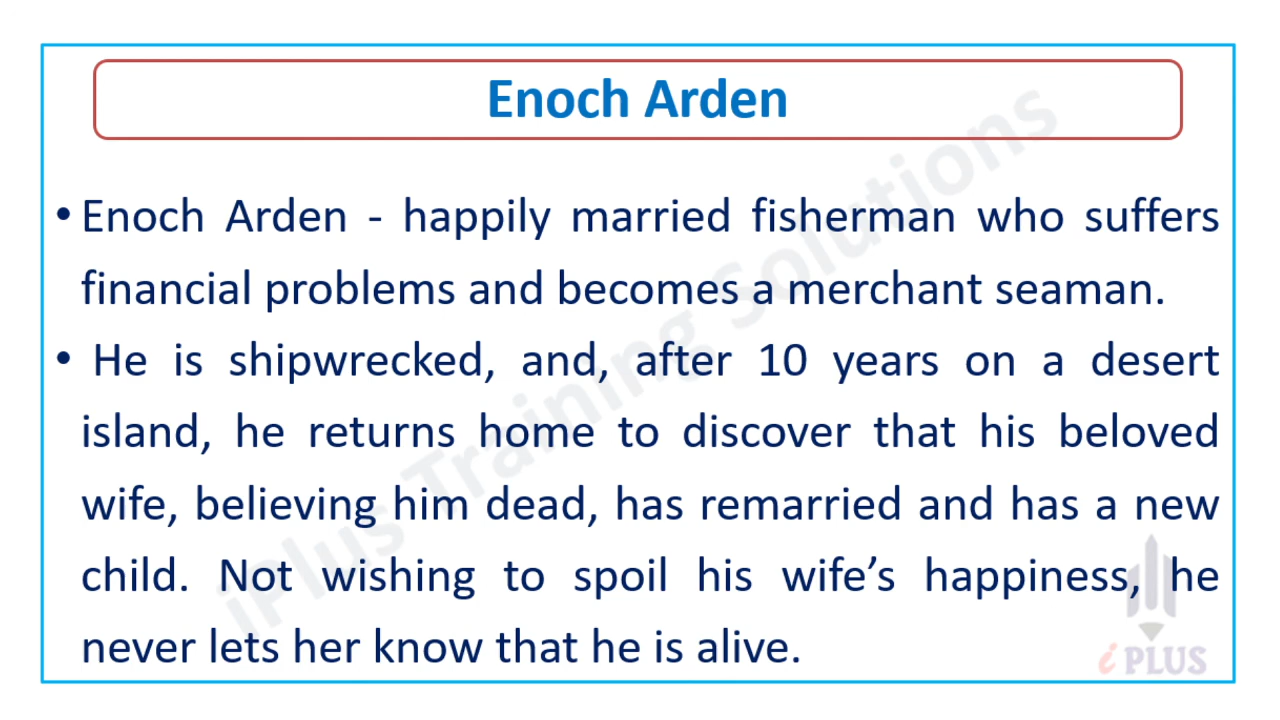 Enoch Arden
• Enoch Arden - happily married fisherman who suffers
financial problems and becomes a merchant seaman.
• He is shipwrecked, and, after 10 years on a desert
island, he returns home to discover that his beloved
wife, believing him dead, has remarried and has a new
child. Not wishing to spoil his wife’s happiness, he
never lets her know that he is alive.
iPlus Training Solutions
i PLUS